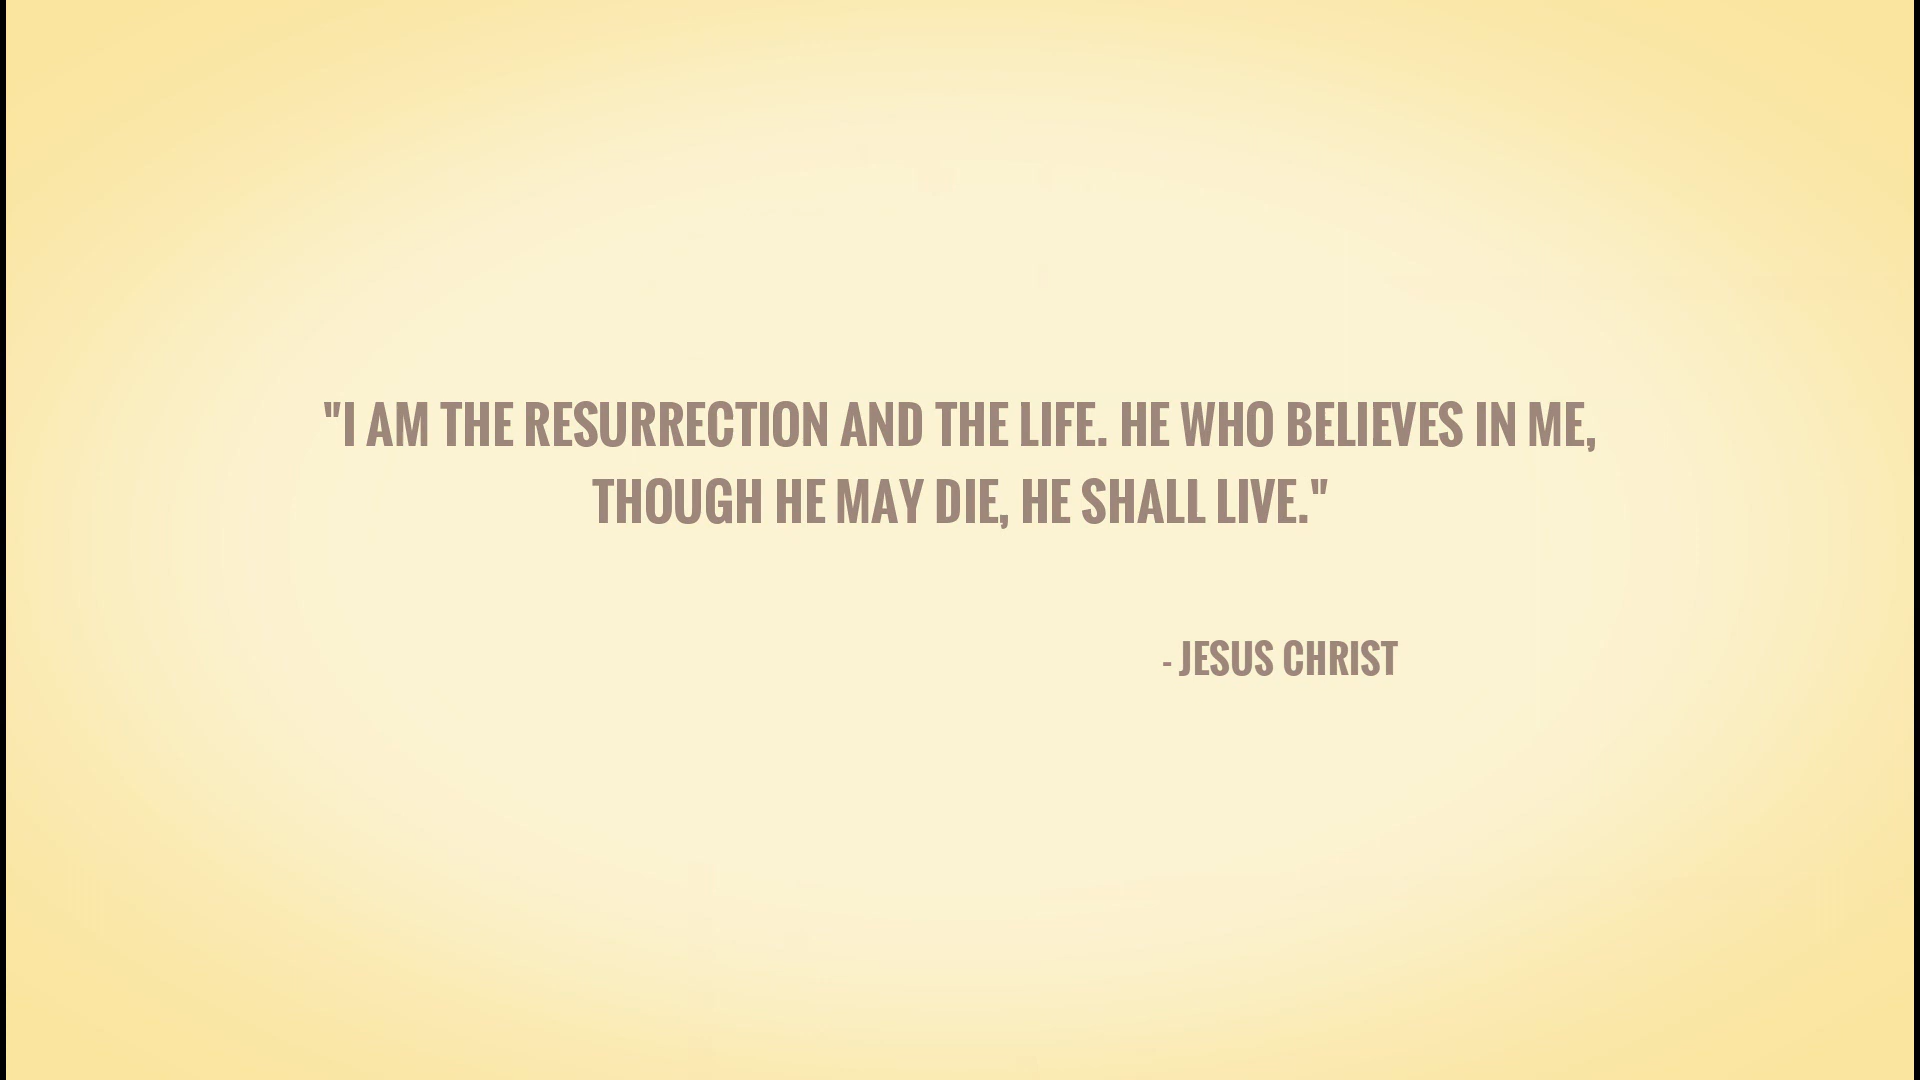 "I AM THE RESURRECTION AND THE LIFE. HE WHO BELIEVES IN ME,
THOUGH HE MAY DIE, HE SHALL LIVE."
- JESUS CHRIST